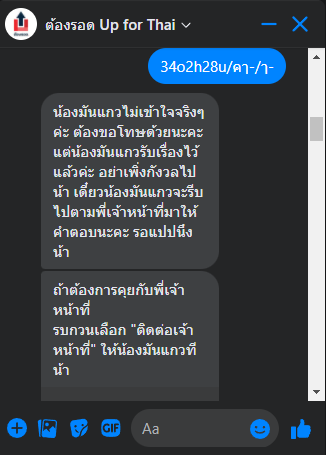 ต้องรอด Up for Thai
34o2h28u/คๅ-/ๅ-
น้องมันแกวไม่เข้าใจจริงๆ
ค่ะ ต้องขอโทษด้วยนะคะ
แต่น้องมันแกวรับเรื่องไว้
แล้วค่ะ อย่าเพิ่งกังวลไป
น้า เดี๋ยวน้องมันแกวจะรีบ
ไปตามพี่เจ้าหน้าที่มาให้
คำตอบนะคะ รอแปปนึง
น้า
ถ้าต้องการคุยกับพี่เจ้า
หน้าที่
รบกวนเลือก "ติดต่อเจ้า
หน้าที่" ให้น้องมันแกวที
น้า
GIF
Aa